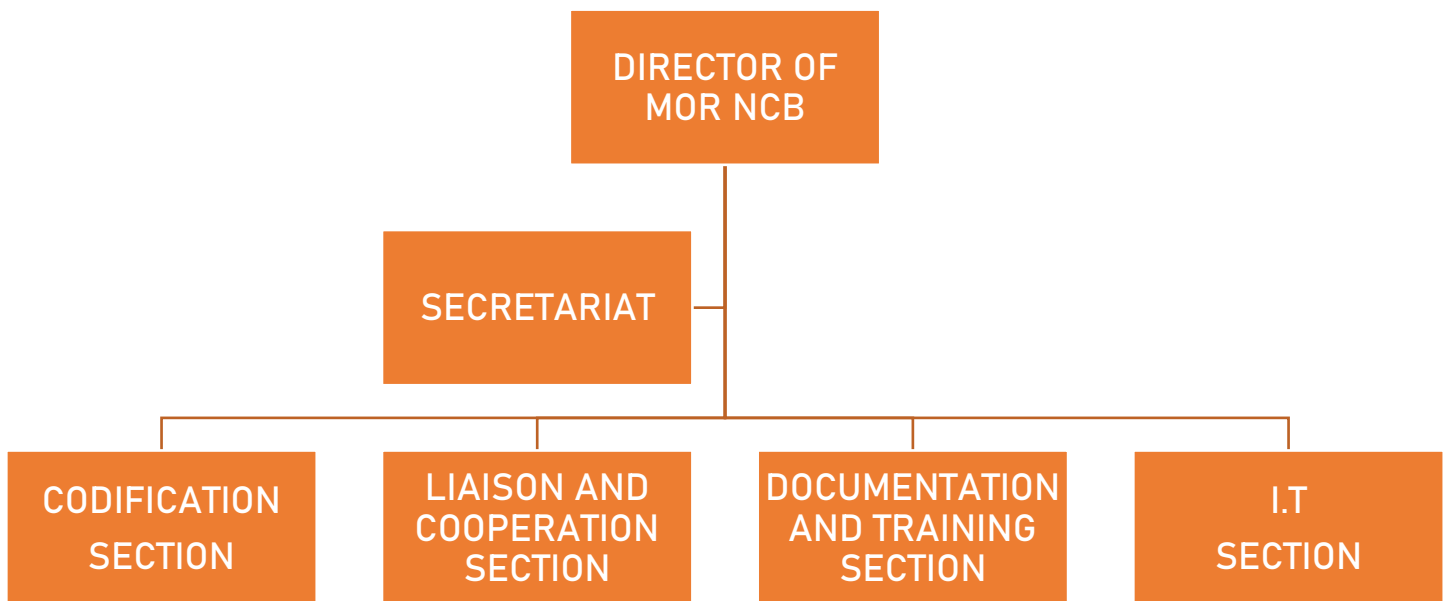 DIRECTOR OF
MOR NCB
SECRETARIAT
CODIFICATION
SECTION
LIAISON AND
COOPERATION
SECTION
DOCUMENTATION
AND TRAINING
SECTION
I.T
SECTION